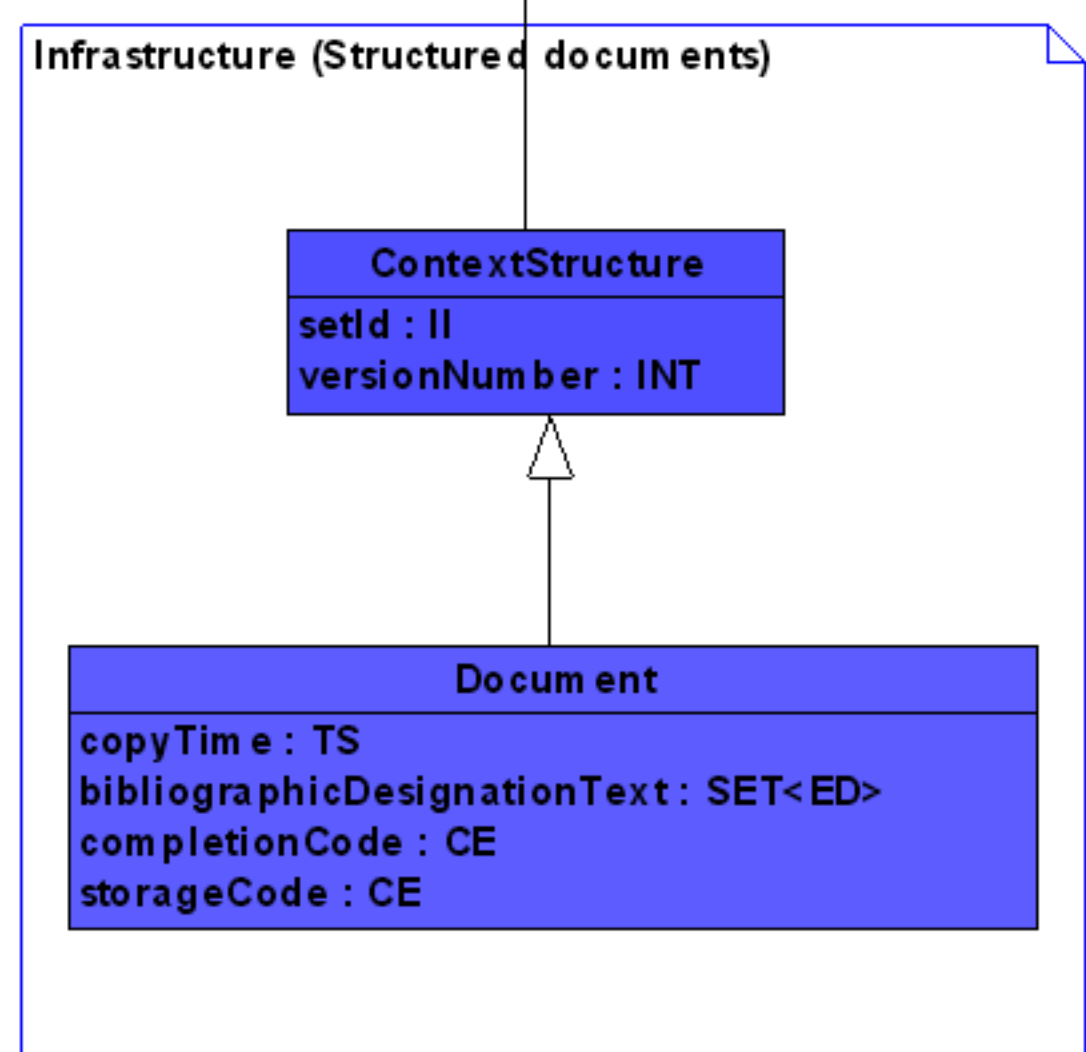 Infrastructure (Structured documents)
ContextStructure
setId : II
versionNumber : INT
Document
copyTime : TS
bibliographicDesignationText : SET<ED>
completionCode : CE
storageCode : CE